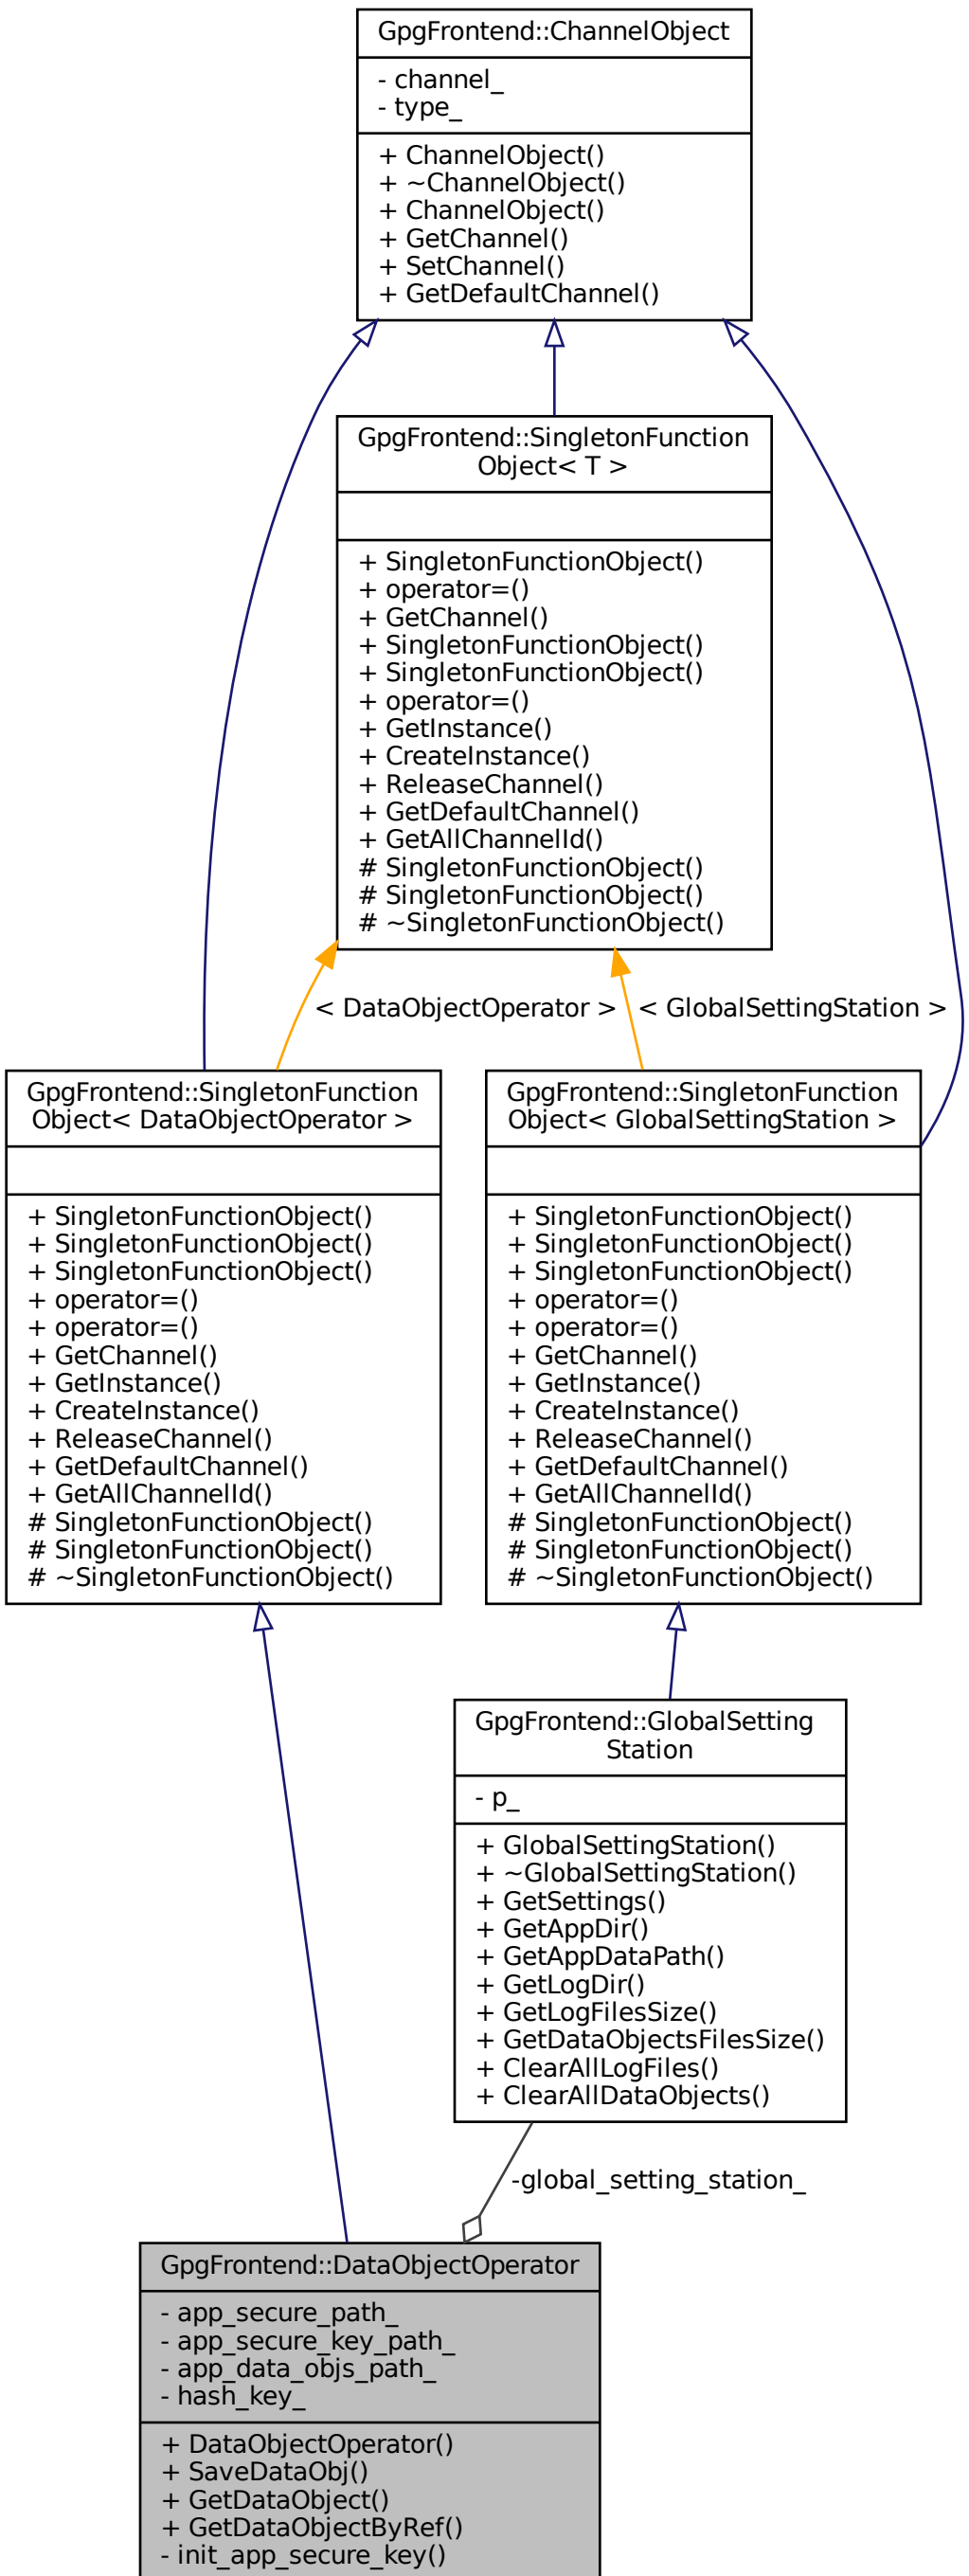 GpgFrontend::ChannelObject
- channel_
- type_
+ ChannelObject()
+ ~ChannelObject()
+ ChannelObject()
+ GetChannel()
+ SetChannel()
+ GetDefaultChannel()
GpgFrontend::SingletonFunction
Object< T >
+ SingletonFunctionObject()
+ operator=()
+ GetChannel()
+ SingletonFunctionObject()
+ SingletonFunctionObject()
+ operator=()
+ GetInstance()
+ CreateInstance()
+ ReleaseChannel()
+ GetDefaultChannel()
+ GetAllChannelId()
# SingletonFunctionObject()
# SingletonFunctionObject()
# ~SingletonFunctionObject()
< DataObjectOperator >
< GlobalSettingStation >
GpgFrontend::SingletonFunction
Object< DataObjectOperator >
+ SingletonFunctionObject()
+ SingletonFunctionObject()
+ SingletonFunctionObject()
+ operator=()
+ operator=()
+ GetChannel()
+ GetInstance()
+ CreateInstance()
+ ReleaseChannel()
+ GetDefaultChannel()
+ GetAllChannelId()
# SingletonFunctionObject()
# SingletonFunctionObject()
# ~SingletonFunctionObject()
GpgFrontend::SingletonFunction
Object< GlobalSettingStation >
+ SingletonFunctionObject()
+ SingletonFunctionObject()
+ SingletonFunctionObject()
+ operator=()
+ operator=()
+ GetChannel()
+ GetInstance()
+ CreateInstance()
+ ReleaseChannel()
+ GetDefaultChannel()
+ GetAllChannelId()
# SingletonFunctionObject()
# SingletonFunctionObject()
# ~SingletonFunctionObject()
GpgFrontend::GlobalSetting
Station
- p_
+ GlobalSettingStation()
+ ~GlobalSettingStation()
+ GetSettings()
+ GetAppDir()
+ GetAppDataPath()
+ GetLogDir()
+ GetLogFilesSize()
+ GetDataObjectsFilesSize()
+ ClearAllLogFiles()
+ ClearAllDataObjects()
-global_setting_station_
GpgFrontend::DataObjectOperator
- app_secure_path_
- app_secure_key_path_
- app_data_objs_path_
- hash_key_
+ DataObjectOperator()
+ SaveDataObj()
+ GetDataObject()
+ GetDataObjectByRef()
- init_app_secure_key()